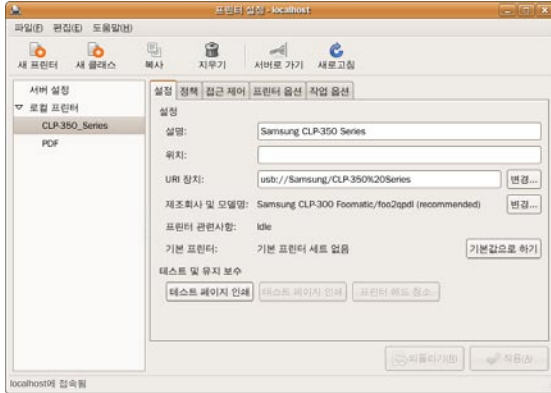 프린터 설정 - localhost
파일(F) 편집(E) 도움말(H)
새 프린터 새 클래스 복사 지우기 서버로 가기 새로고침
서버 설정
로컬 프린터
CLP-350_Series
PDF
설정 정책 접근 제어 프린터 옵션 작업 옵션
설정
설명: Samsung CLP-350 Series
위치:
URI 장치: usb://Samsung/CLP-350%20Series 변경...
제조회사 및 모델명: Samsung CLP-300 Foomatic/foo2qpdl (recommended) 변경...
프린터 관련사항: Idle
기본 프린터: 기본 프린터 세트 없음 기본값으로 하기
테스트 및 유지 보수
테스트 페이지 인쇄 테스트 페이지 인쇄 프린터 헤드 청소
되돌리기(R) 적용(A)
localhost에 접속됨